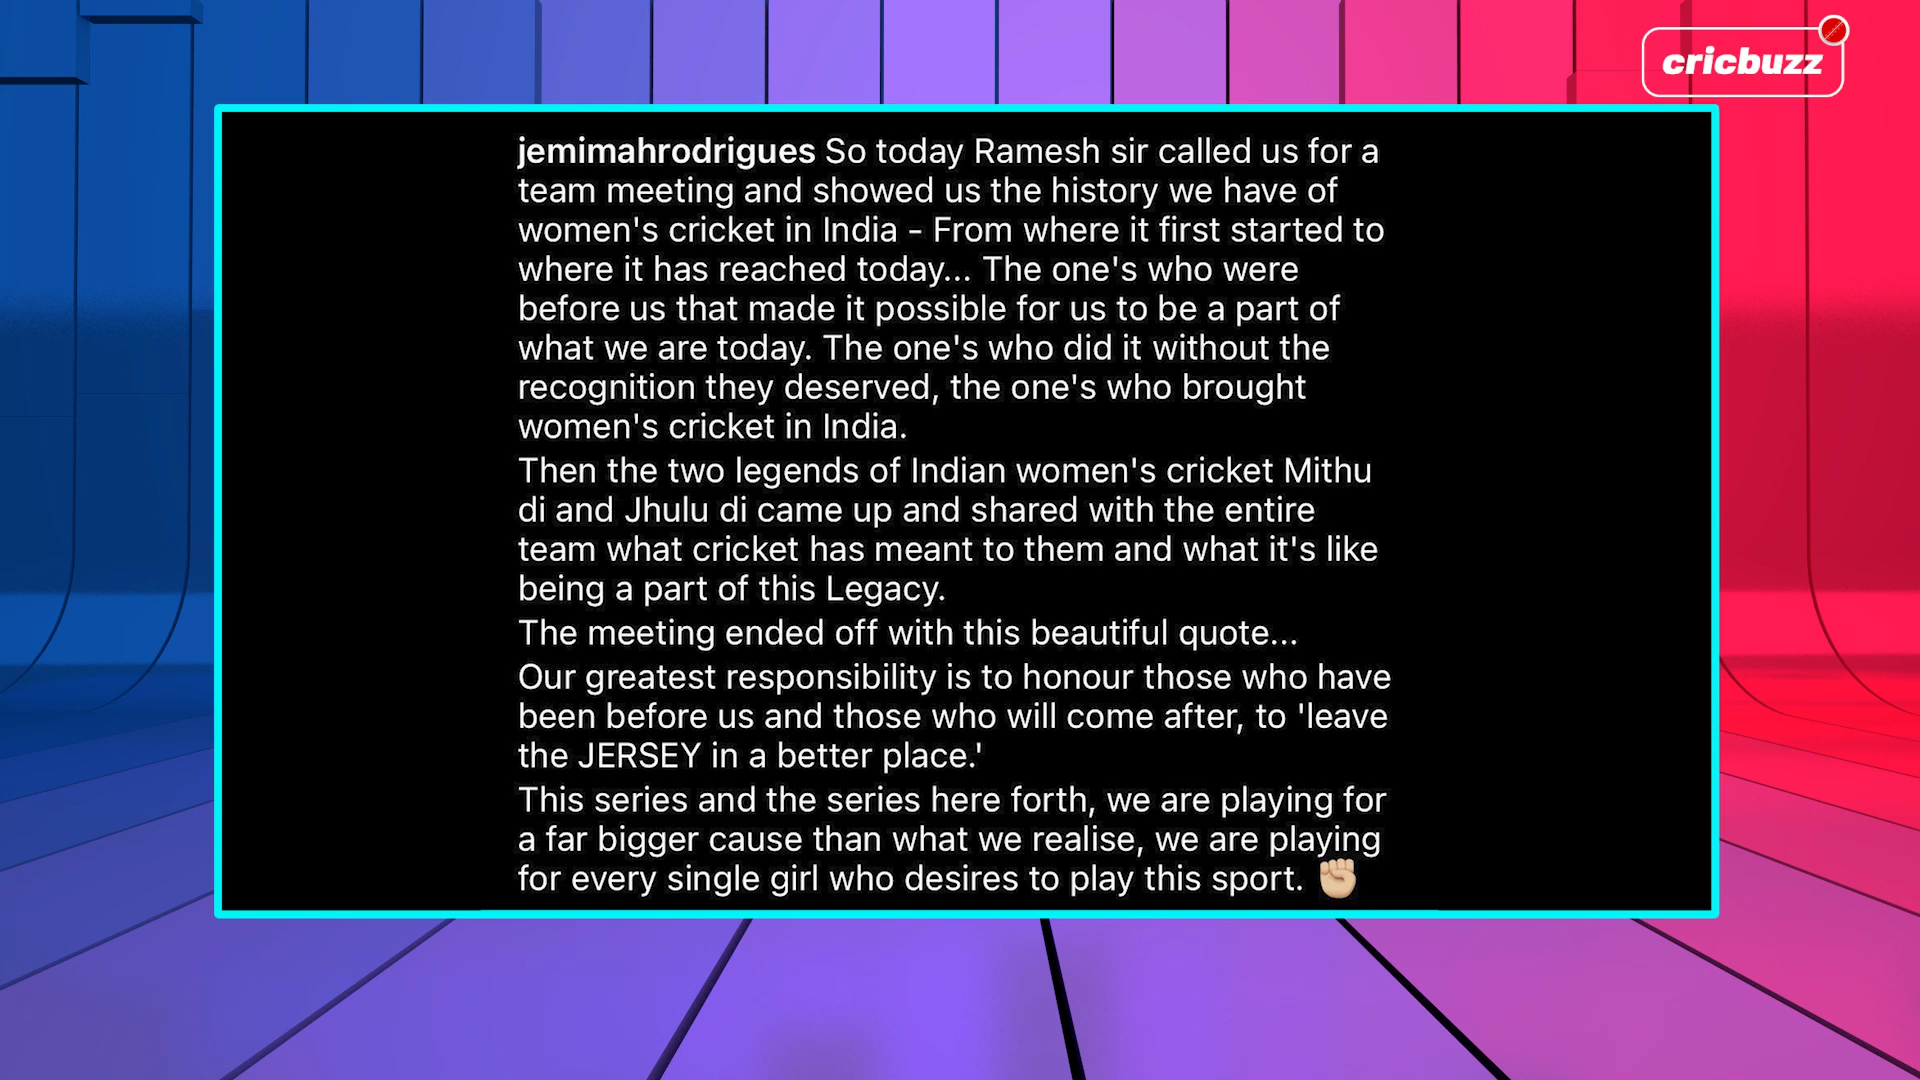 cricbuzz
jemimahrodrigues So today Ramesh sir called us for a
team meeting and showed us the history we have of
women's cricket in India - From where it first started to
where it has reached today... The one's who were
before us that made it possible for us to be a part of
what we are today. The one's who did it without the
recognition they deserved, the one's who brought
women's cricket in India.
Then the two legends of Indian women's cricket Mithu
di and Jhulu di came up and shared with the entire
team what cricket has meant to them and what it's like
being a part of this Legacy.
The meeting ended off with this beautiful quote...
Our greatest responsibility is to honour those who have
been before us and those who will come after, to 'leave
the JERSEY in a better place.'
This series and the series here forth, we are playing for
a far bigger cause than what we realise, we are playing
for every single girl who desires to play this sport. ✊🏼